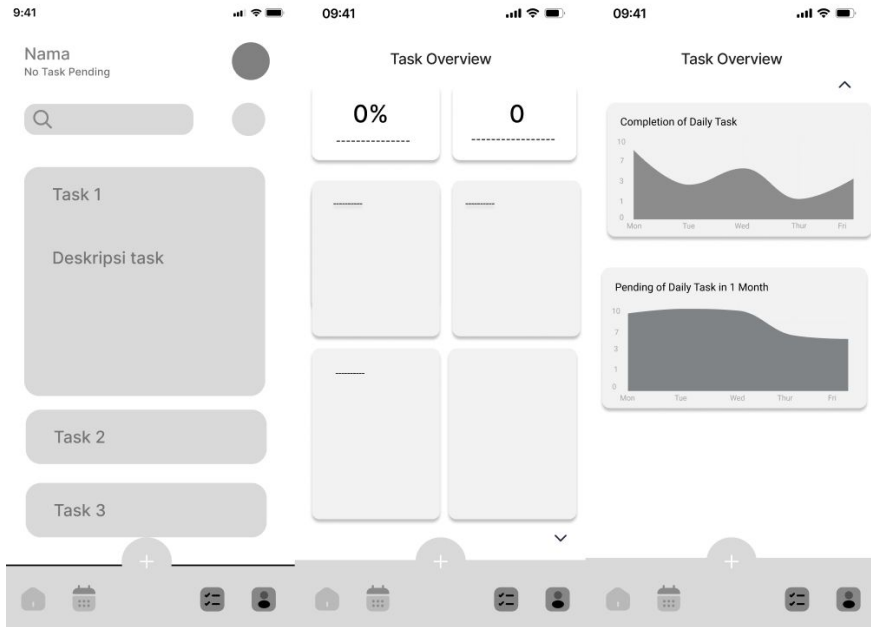 9:41
Nama
No Task Pending
Task 1
Deskripsi task
Task 2
Task 3
+
09:41
Task Overview
0%
0
+
09:41
Task Overview
Completion of Daily Task
10
7
3
1
0
Mon Tue Wed Thur Fri
Pending of Daily Task in 1 Month
10
7
3
1
0
Mon Tue Wed Thur Fri
+